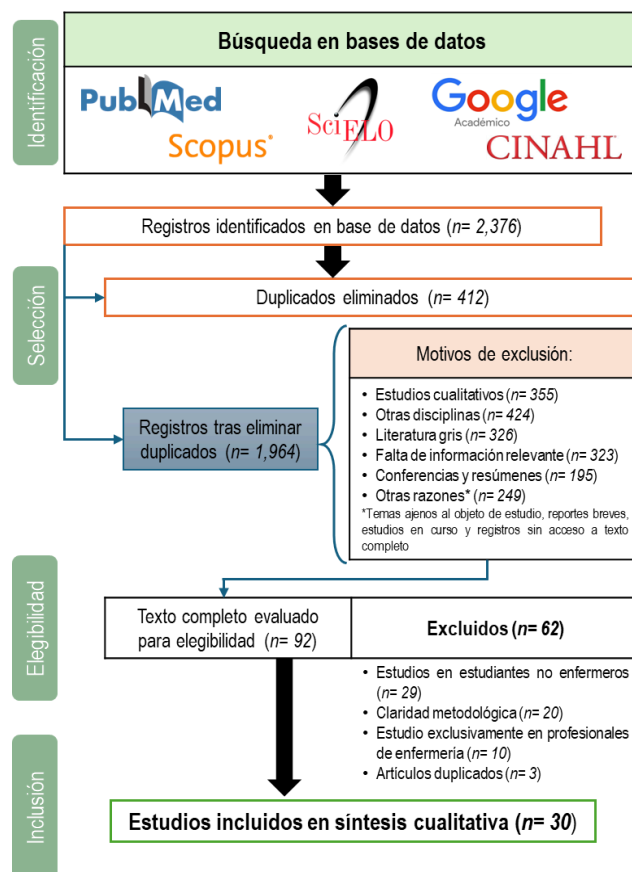 Identificación
Búsqueda en bases de datos
PubMed
Scopus
SciELO
Google
Académico
CINAHL
Selección
Registros identificados en base de datos (n= 2,376)
Duplicados eliminados (n= 412)
Registros tras eliminar
duplicados (n= 1,964)
Motivos de exclusión:
• Estudios cualitativos (n= 355)
• Otras disciplinas (n= 424)
• Literatura gris (n= 326)
• Falta de información relevante (n= 323)
• Conferencias y resúmenes (n= 195)
• Otras razones* (n= 249)
*Temas ajenos al objeto de estudio, reportes breves,
estudios en curso y registros sin acceso a texto
completo
Elegibilidad
Texto completo evaluado
para elegibilidad (n= 92)
Excluidos (n= 62)
• Estudios en estudiantes no enfermeros
(n= 29)
• Claridad metodológica (n= 20)
• Estudio exclusivamente en profesionales
de enfermería (n= 10)
• Artículos duplicados (n= 3)
Inclusión
Estudios incluidos en síntesis cualitativa (n= 30)